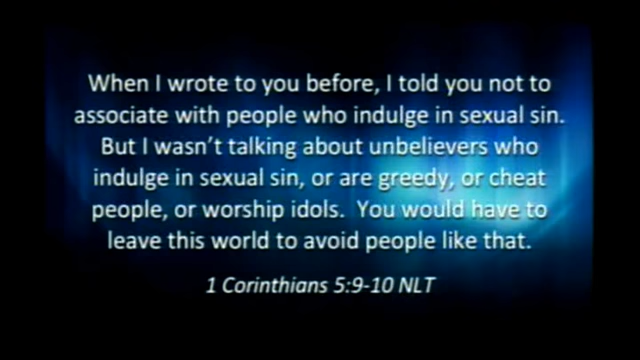 When I wrote to you before, I told you not to
associate with people who indulge in sexual sin.
But I wasn't talking about unbelievers who
indulge in sexual sin, or are greedy, or cheat
people, or worship idols.  You would have to
leave this world to avoid people like that.
1 Corinthians 5:9-10 NLT